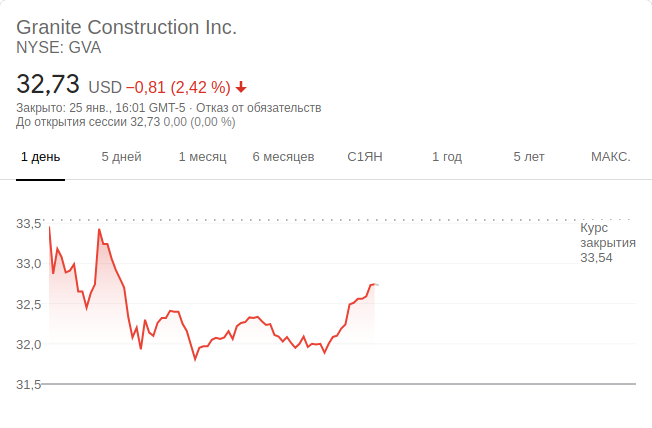 Granite Construction Inc.
NYSE: GVA
32,73 USD −0,81 (2,42 %)
Закрыто: 25 янв., 16:01 GMT-5 · Отказ от обязательств
До открытия сессии 32,73 0,00 (0,00 %)
1 день 5 дней 1 месяц 6 месяцев С1ЯН 1 год 5 лет МАКС.
33,5
Курс
закрытия
33,54
33,0
32,5
32,0
31,5